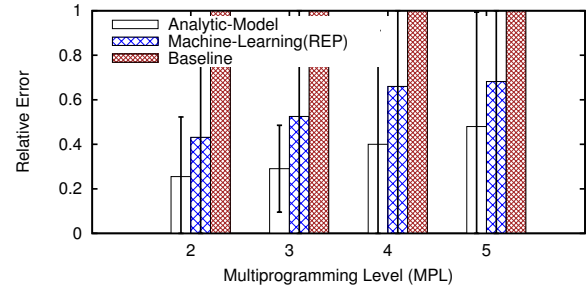 Relative Error
1
0.8
0.6
0.4
0.2
0
Analytic-Model
Machine-Learning(REP)
Baseline
2
3
4
5
Multiprogramming Level (MPL)